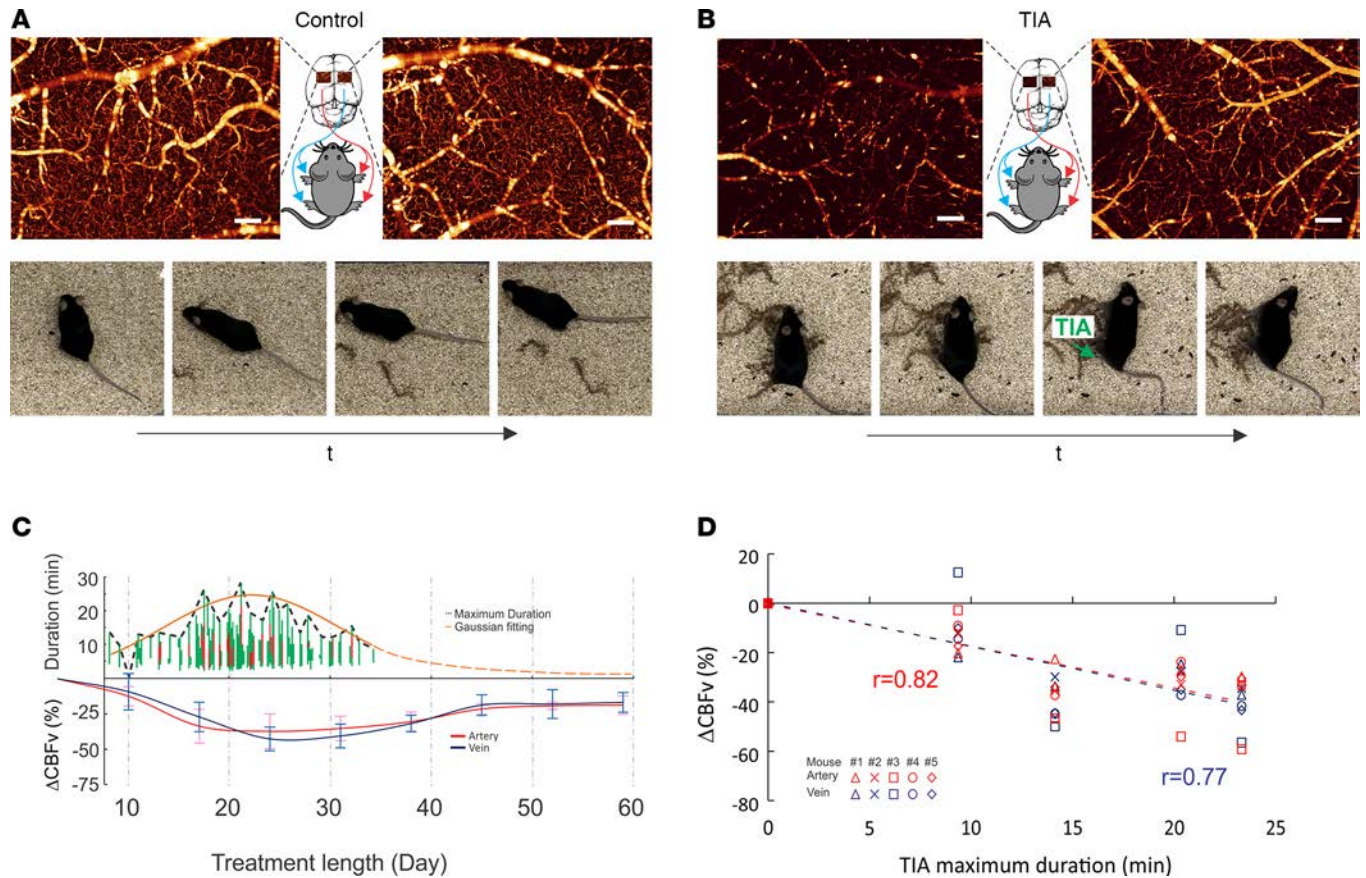 A
Control
t
B
TIA
TIA
t
C
Duration (min)
30
20
10
Maximum Duration
Gaussian fitting
ΔCBFv (%)
-25
-50
-75
Artery
Vein
10 20 30 40 50 60
Treatment length (Day)
D
ΔCBFv (%)
20
0
-20
-40
-60
-80
r=0.82
r=0.77
Mouse #1 #2 #3 #4 #5
Artery
Vein
0 5 10 15 20 25
TIA maximum duration (min)